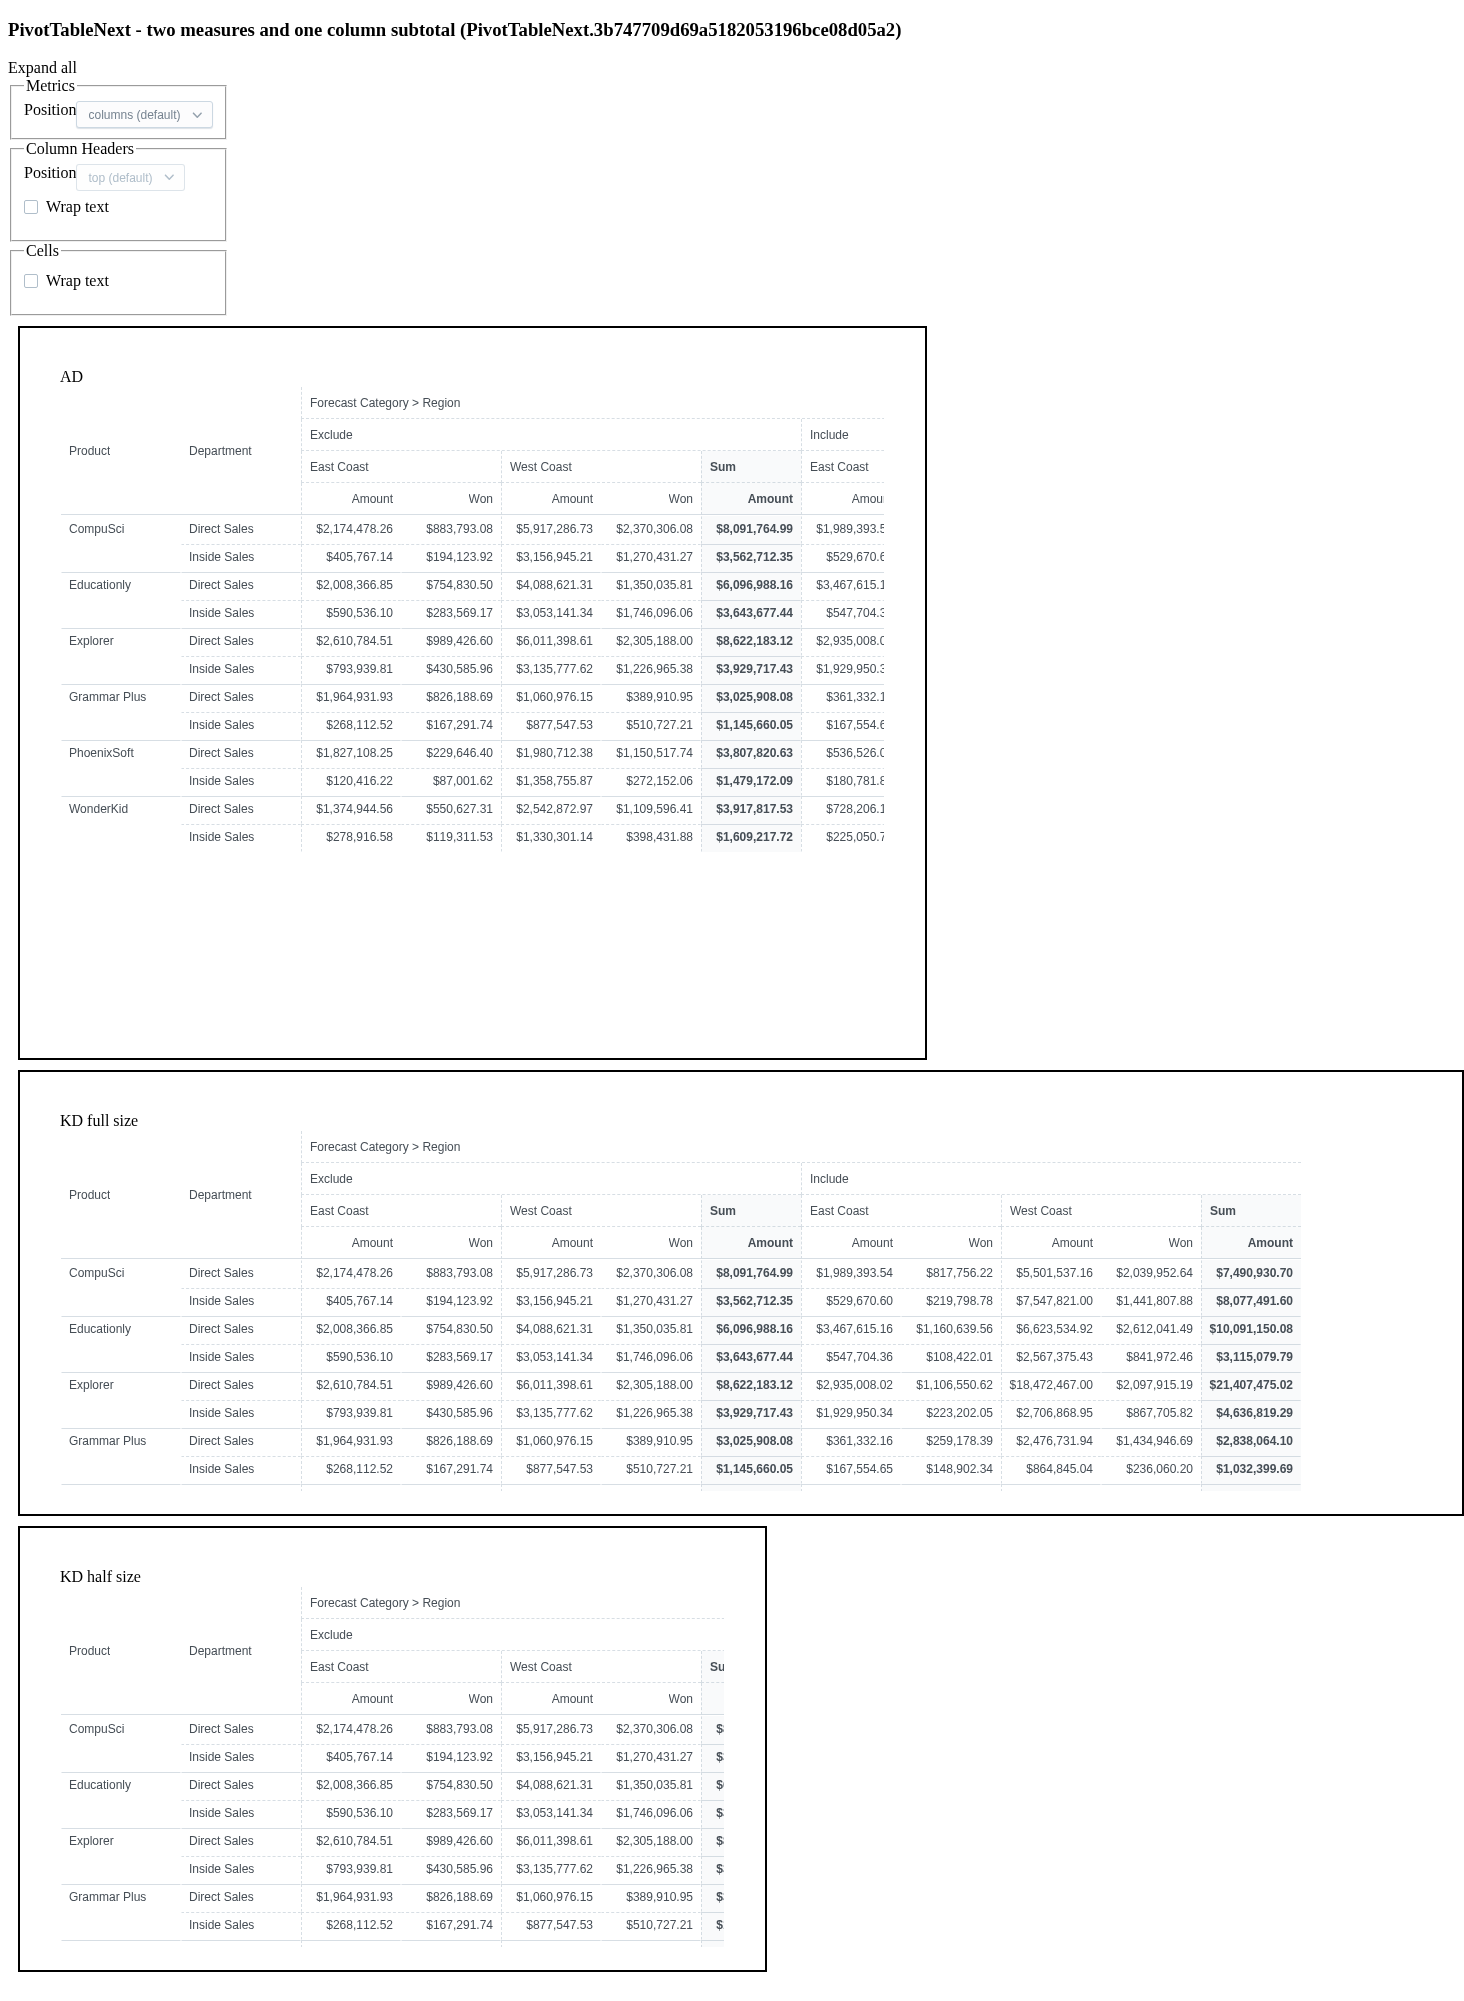 PivotTableNext - two measures and one column subtotal (PivotTableNext.3b747709d69a5182053196bce08d05a2)
Expand all
Metrics
Position columns (default)
Column Headers
Position top (default)
Wrap text
Cells
Wrap text
AD
Forecast Category > Region
Exclude Include
Product Department
East Coast West Coast Sum East Coast
Amount Won Amount Won Amount
CompuSci Direct Sales $2,174,478.26 $883,793.08 $5,917,286.73 $2,370,306.08 $8,091,764.99 $1,989,393.5
Inside Sales $405,767.14 $194,123.92 $3,156,945.21 $1,270,431.27 $3,562,712.35 $529,670.6
Educationly Direct Sales $2,008,366.85 $754,830.50 $4,088,621.31 $1,350,035.81 $6,096,988.16 $3,467,615.1
Inside Sales $590,536.10 $283,569.17 $3,053,141.34 $1,746,096.06 $3,643,677.44 $547,704.3
Explorer Direct Sales $2,610,784.51 $989,426.60 $6,011,398.61 $2,305,188.00 $8,622,183.12 $2,935,008.0
Inside Sales $793,939.81 $430,585.96 $3,135,777.62 $1,226,965.38 $3,929,717.43 $1,929,950.3
Grammar Plus Direct Sales $1,964,931.93 $826,188.69 $1,060,976.15 $389,910.95 $3,025,908.08 $361,332.1
Inside Sales $268,112.52 $167,291.74 $877,547.53 $510,727.21 $1,145,660.05 $167,554.6
PhoenixSoft Direct Sales $1,827,108.25 $229,646.40 $1,980,712.38 $1,150,517.74 $3,807,820.63 $536,526.0
Inside Sales $120,416.22 $87,001.62 $1,358,755.87 $272,152.06 $1,479,172.09 $180,781.8
WonderKid Direct Sales $1,374,944.56 $550,627.31 $2,542,872.97 $1,109,596.41 $3,917,817.53 $728,206.1
Inside Sales $278,916.58 $119,311.53 $1,330,301.14 $398,431.88 $1,609,217.72 $225,050.7
KD full size
Forecast Category > Region
Exclude Include
Product Department
East Coast West Coast Sum East Coast West Coast Sum
Amount Won Amount Won Amount Amount Won Amount Won Amount
CompuSci Direct Sales $2,174,478.26 $883,793.08 $5,917,286.73 $2,370,306.08 $8,091,764.99 $1,989,393.54 $817,756.22 $5,501,537.16 $2,039,952.64 $7,490,930.70
Inside Sales $405,767.14 $194,123.92 $3,156,945.21 $1,270,431.27 $3,562,712.35 $529,670.60 $219,798.78 $7,547,821.00 $1,441,807.88 $8,077,491.60
Educationly Direct Sales $2,008,366.85 $754,830.50 $4,088,621.31 $1,350,035.81 $6,096,988.16 $3,467,615.16 $1,160,639.56 $6,623,534.92 $2,612,041.49 $10,091,150.08
Inside Sales $590,536.10 $283,569.17 $3,053,141.34 $1,746,096.06 $3,643,677.44 $547,704.36 $108,422.01 $2,567,375.43 $841,972.46 $3,115,079.79
Explorer Direct Sales $2,610,784.51 $989,426.60 $6,011,398.61 $2,305,188.00 $8,622,183.12 $2,935,008.02 $1,106,550.62 $18,472,467.00 $2,097,915.19 $21,407,475.02
Inside Sales $793,939.81 $430,585.96 $3,135,777.62 $1,226,965.38 $3,929,717.43 $1,929,950.34 $223,202.05 $2,706,868.95 $867,705.82 $4,636,819.29
Grammar Plus Direct Sales $1,964,931.93 $826,188.69 $1,060,976.15 $389,910.95 $3,025,908.08 $361,332.16 $259,178.39 $2,476,731.94 $1,434,946.69 $2,838,064.10
Inside Sales $268,112.52 $167,291.74 $877,547.53 $510,727.21 $1,145,660.05 $167,554.65 $148,902.34 $864,845.04 $236,060.20 $1,032,399.69
KD half size
Forecast Category > Region
Exclude
Product Department
East Coast West Coast Su
Amount Won Amount Won
CompuSci Direct Sales $2,174,478.26 $883,793.08 $5,917,286.73 $2,370,306.08
Inside Sales $405,767.14 $194,123.92 $3,156,945.21 $1,270,431.27
Educationly Direct Sales $2,008,366.85 $754,830.50 $4,088,621.31 $1,350,035.81
Inside Sales $590,536.10 $283,569.17 $3,053,141.34 $1,746,096.06
Explorer Direct Sales $2,610,784.51 $989,426.60 $6,011,398.61 $2,305,188.00
Inside Sales $793,939.81 $430,585.96 $3,135,777.62 $1,226,965.38
Grammar Plus Direct Sales $1,964,931.93 $826,188.69 $1,060,976.15 $389,910.95
Inside Sales $268,112.52 $167,291.74 $877,547.53 $510,727.21